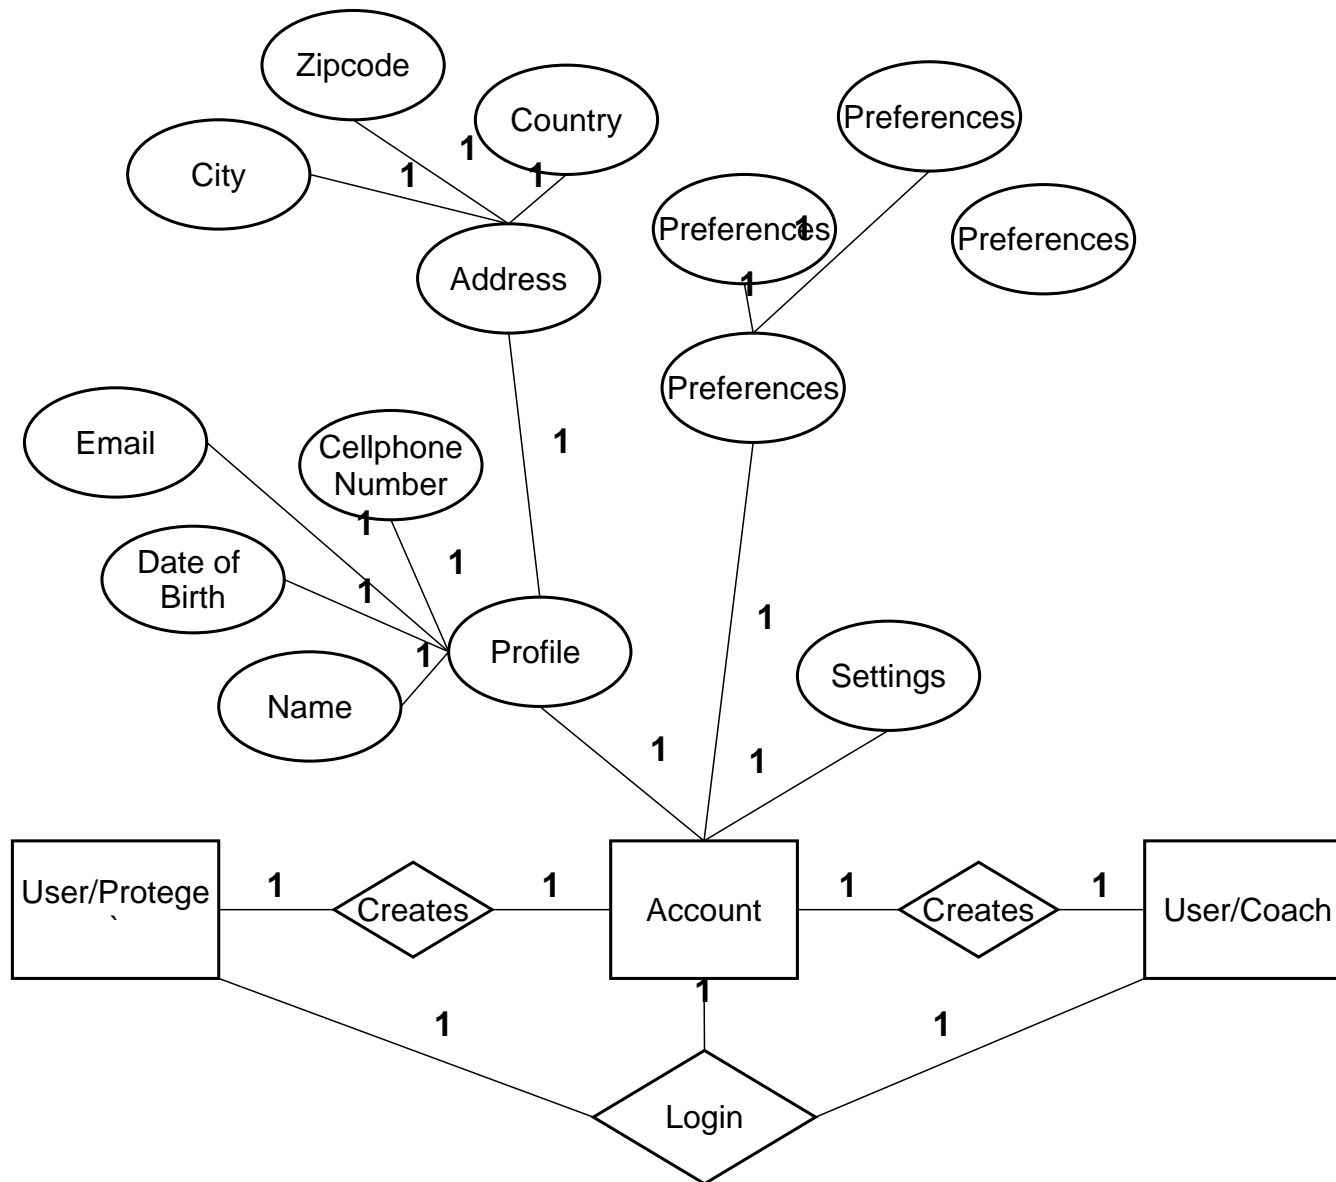 Zipcode
Country
Preferences
1
1
1
City
Preferences
1
Preferences
Address
1
Preferences
Email
1
Cellphone
Number
1
1
Date of
Birth
1
1
1
Profile
Settings
Name
1
1
User/Protege
`
1
Creates
1
Account
1
Creates
1
User/Coach
1
1
1
Login